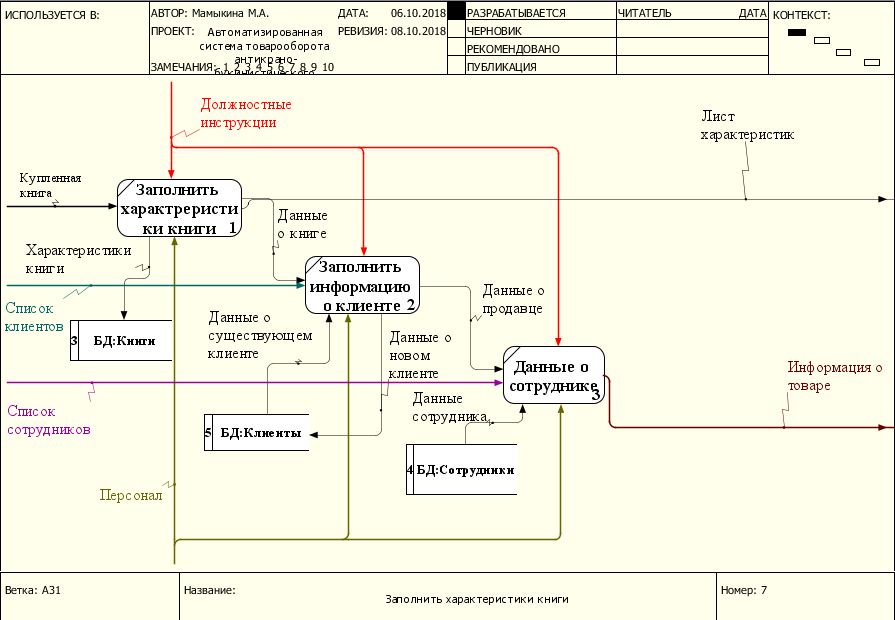 ИСПОЛЬЗУЕТСЯ В:
АВТОР: Мамыкина М.А.
ДАТА: 06.10.2018
РАЗРАБАТЫВАЕТСЯ
ЧИТАТЕЛЬ
ДАТА
КОНТЕКСТ:
ПРОЕКТ: Автоматизированная
система товарооборота
антикрано-
букинистического
РЕВИЗИЯ: 08.10.2018
ЧЕРНОВИК
РЕКОМЕНДОВАНО
ЗАМЕЧАНИЯ: 1 2 3 4 5 6 7 8 9 10
ПУБЛИКАЦИЯ
Должностные
инструкции
Лист
характеристик
Купленная
книга
Заполнить
характреристи
ки книги 1
Данные
о книге
Характеристики
книги
Заполнить
информацию
о клиенте 2
Список
клиентов
Данные о
существующем
клиенте
Данные о
продавце
3 БД:Книги
Данные о
новом
клиенте
Данные о
сотруднике
3
Информация о
товаре
Список
сотрудников
Данные
сотрудника
5 БД:Клиенты
4 БД:Сотрудники
Персонал
Ветка: A31
Название:
Заполнить характеристики книги
Номер: 7